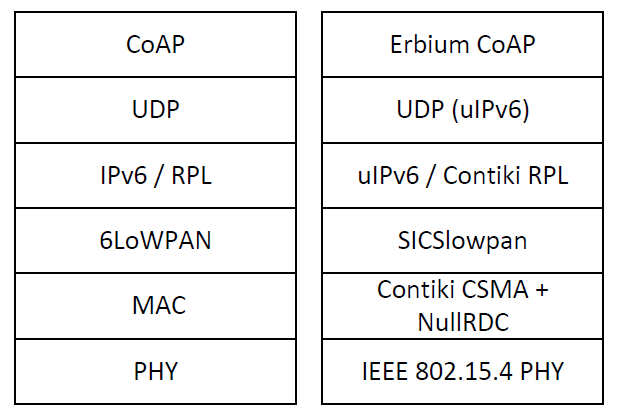 CoAP
UDP
IPv6 / RPL
6LoWPAN
MAC
PHY
Erbium CoAP
UDP (uIPv6)
uIPv6 / Contiki RPL
SICSlowpan
Contiki CSMA +
NullRDC
IEEE 802.15.4 PHY